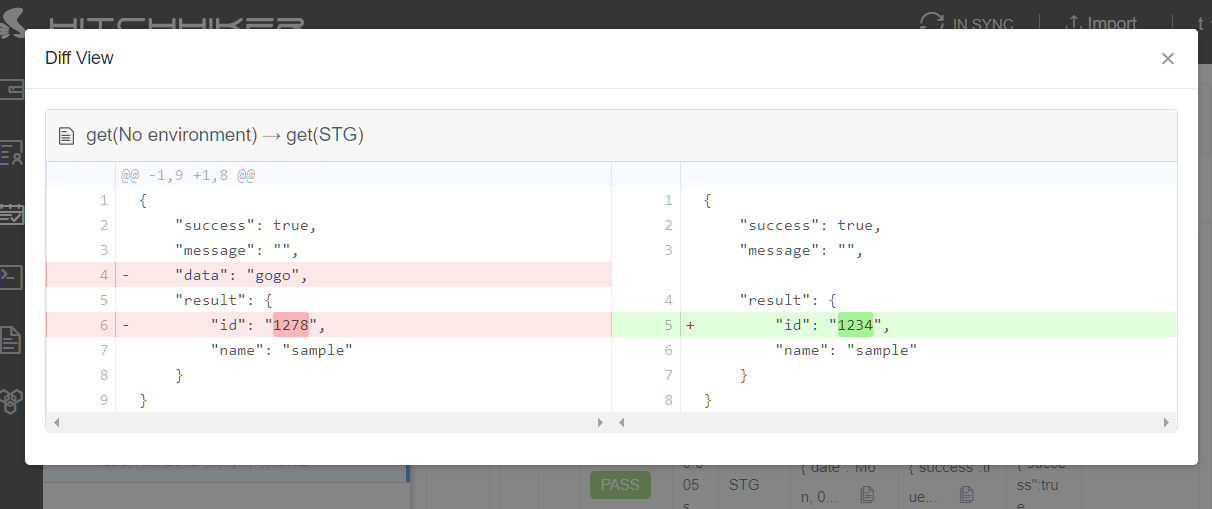 HITCHHIKER
IN SYNC
Import
Diff View
get(No environment) → get(STG)
@@ -1,9 +1,8 @@
1 { 1 {
2 "success": true, 2 "success": true,
3 "message": "", 3 "message": "",
4 - "data": "gogo",
5 "result": { 4 "result": {
6 - "id": "1278", 5 + "id": "1234",
7 "name": "sample" 6 "name": "sample"
8 } 7 }
9 } 8 }
PASS
05
s
STG
{"date":"Mo
n, 0...
{"success":tr
ue...
{"succe
ss":true